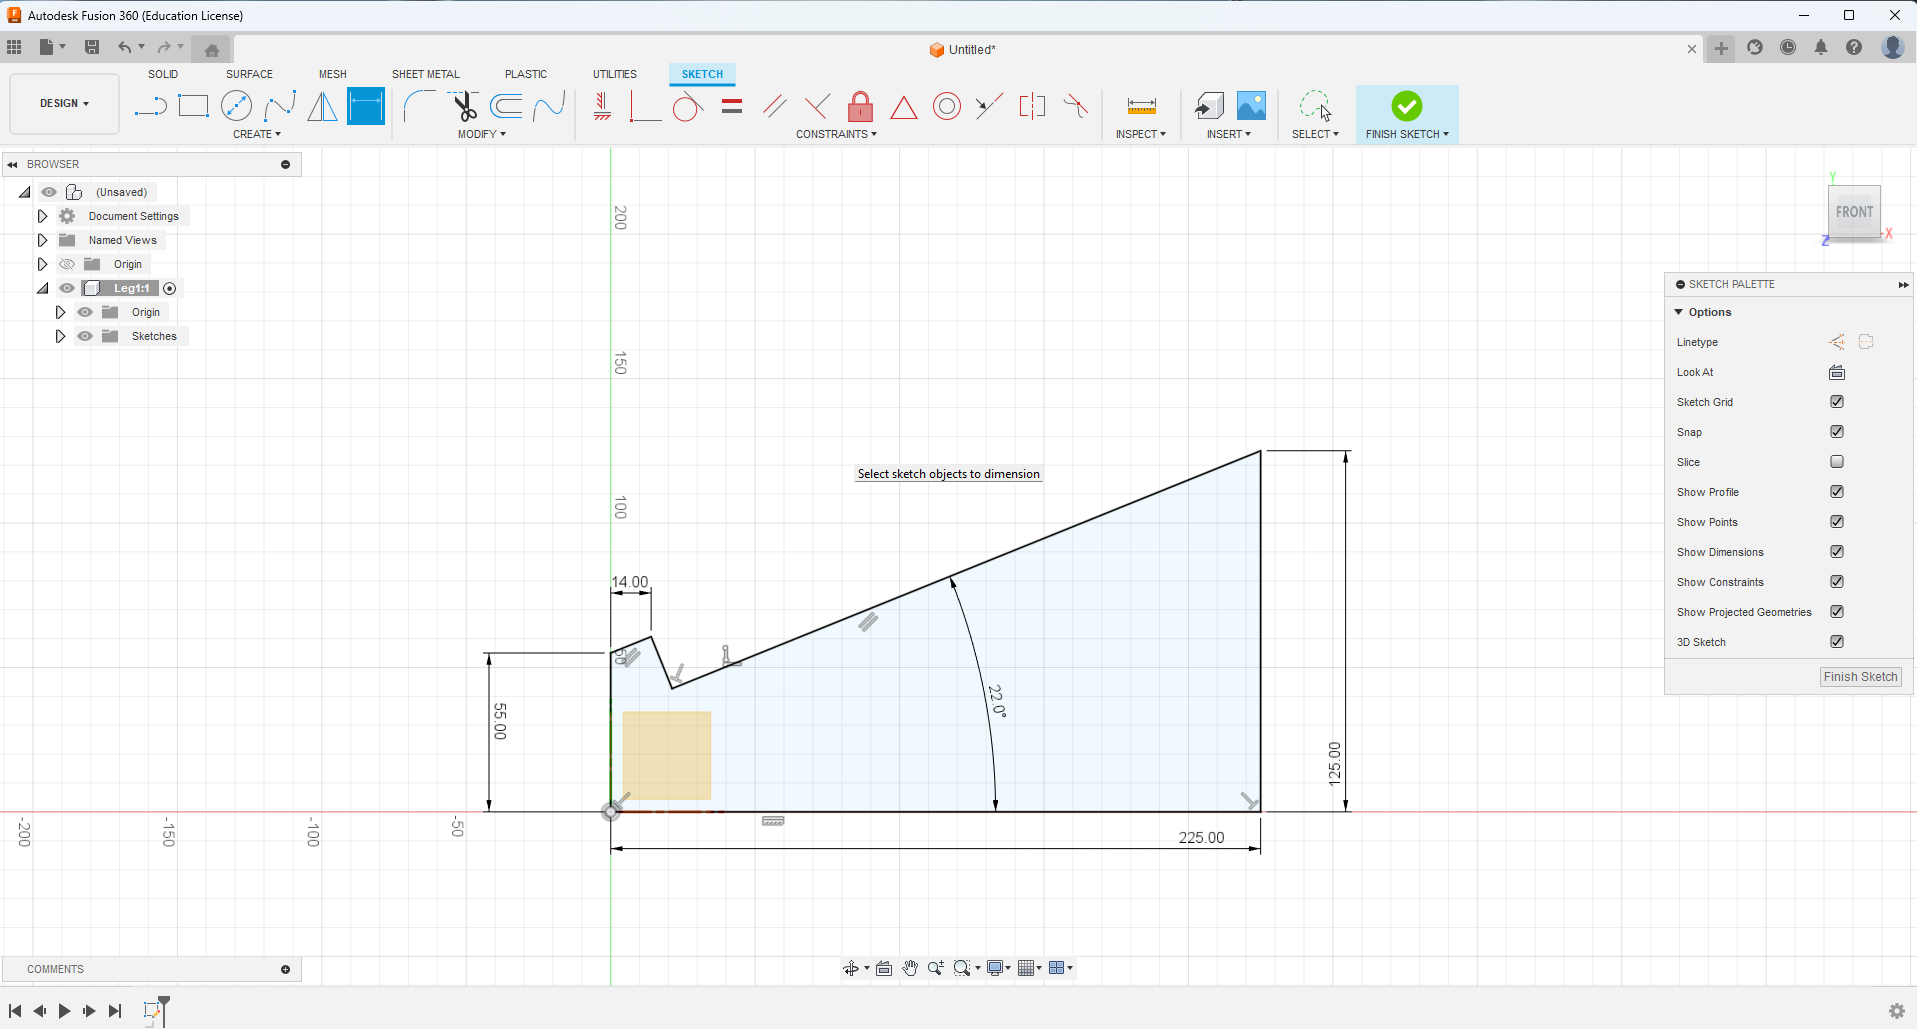 Autodesk Fusion 360 (Education License)
Untitled*
SOLID SURFACE MESH SHEET METAL PLASTIC UTILITIES SKETCH
DESIGN
CREATE MODIFY CONSTRAINTS INSPECT INSERT SELECT FINISH SKETCH
BROWSER
(Unsaved)
Document Settings
Named Views
Origin
Leg1:1
Origin
Sketches
200
150
100
50
-200
-150
-100
-50
Y
FRONT
Z
X
SKETCH PALETTE
Options
Linetype
Look At
Sketch Grid
Snap
Slice
Show Profile
Show Points
Show Dimensions
Show Constraints
Show Projected Geometries
3D Sketch
Finish Sketch
Select sketch objects to dimension
14.00
55.00
22.0°
125.00
225.00
COMMENTS